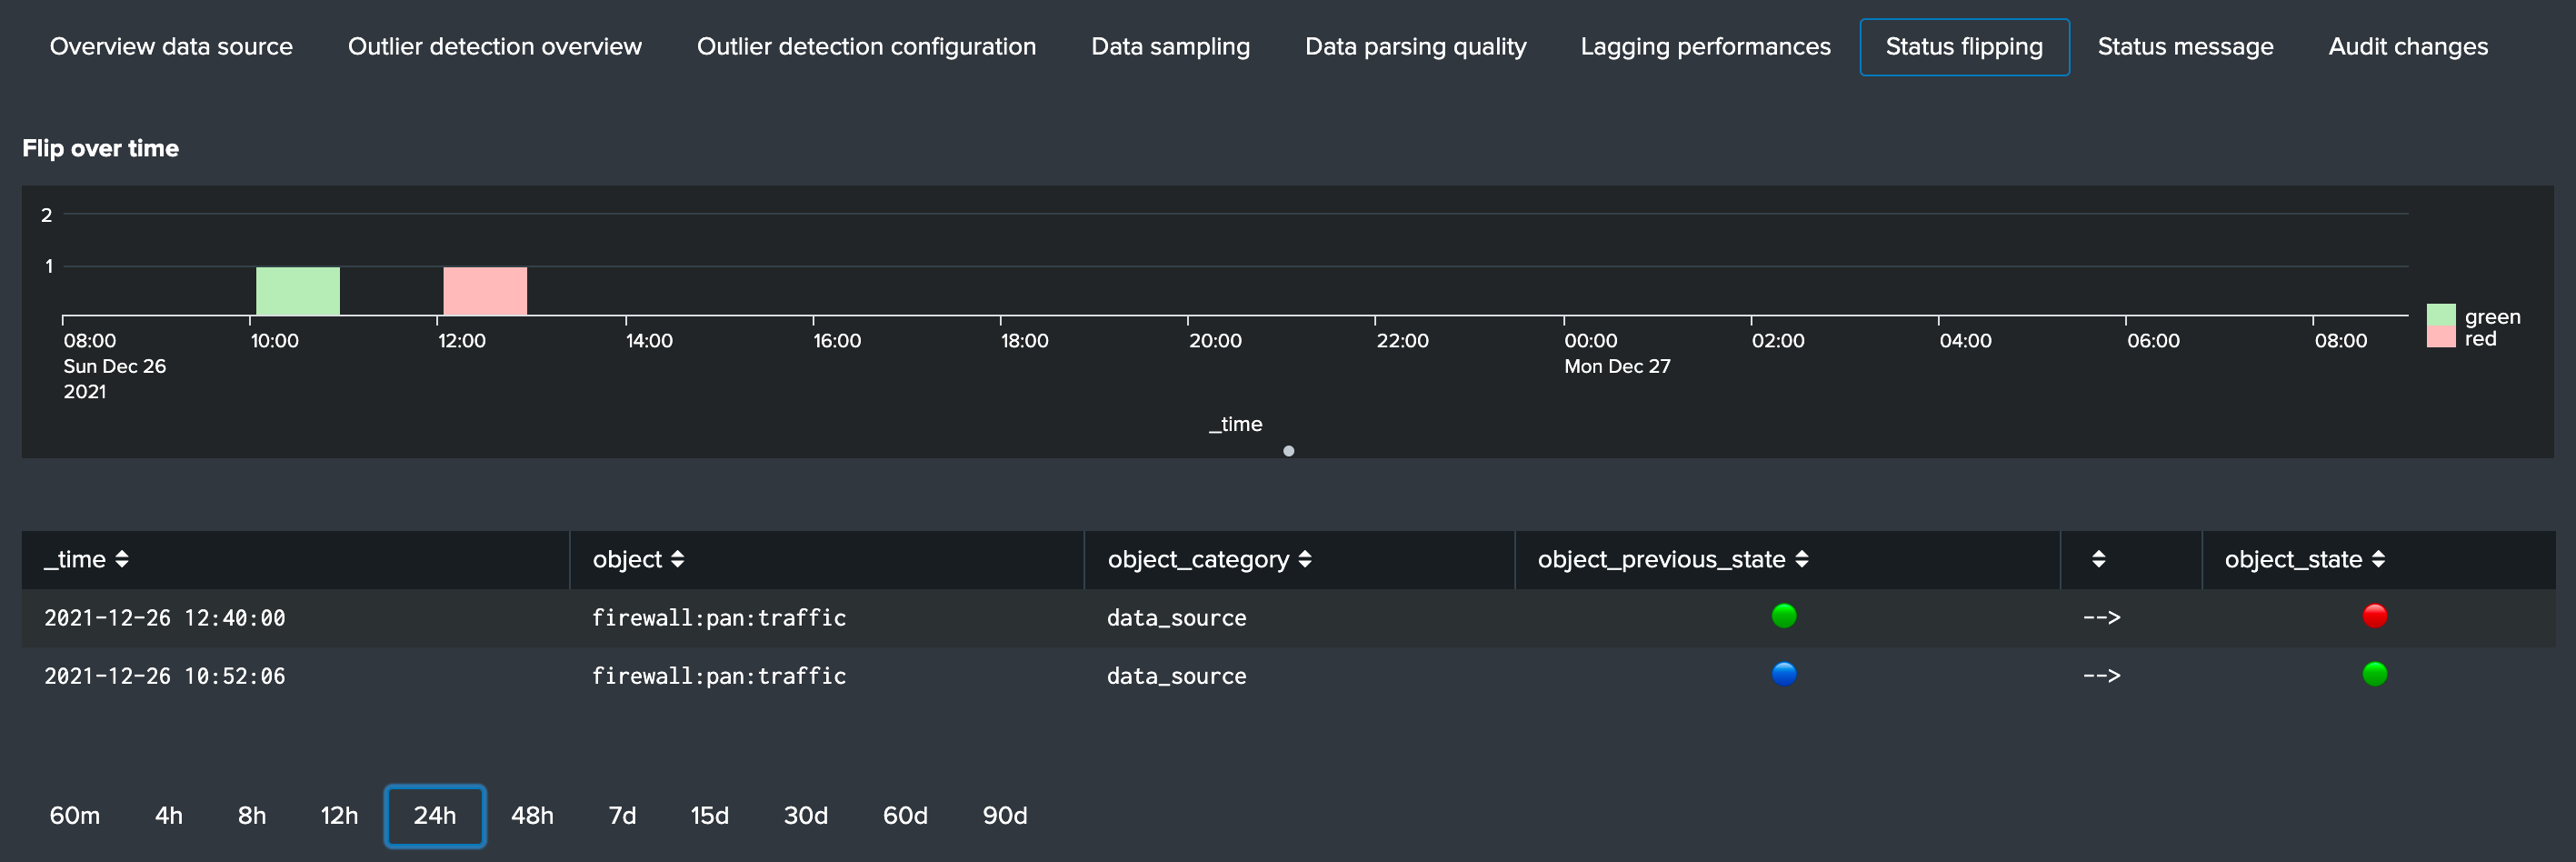 Overview data source Outlier detection overview Outlier detection configuration Data sampling Data parsing quality Lagging performances Status flipping Status message Audit changes
Flip over time
2
1
08:00 10:00 12:00 14:00 16:00 18:00 20:00 22:00 00:00 02:00 04:00 06:00 08:00
Sun Dec 26 Mon Dec 27
2021
_time
green
red
_time object object_category object_previous_state object_state
2021-12-26 12:40:00 firewall:pan:traffic data_source -->
2021-12-26 10:52:06 firewall:pan:traffic data_source -->
60m 4h 8h 12h 24h 48h 7d 15d 30d 60d 90d